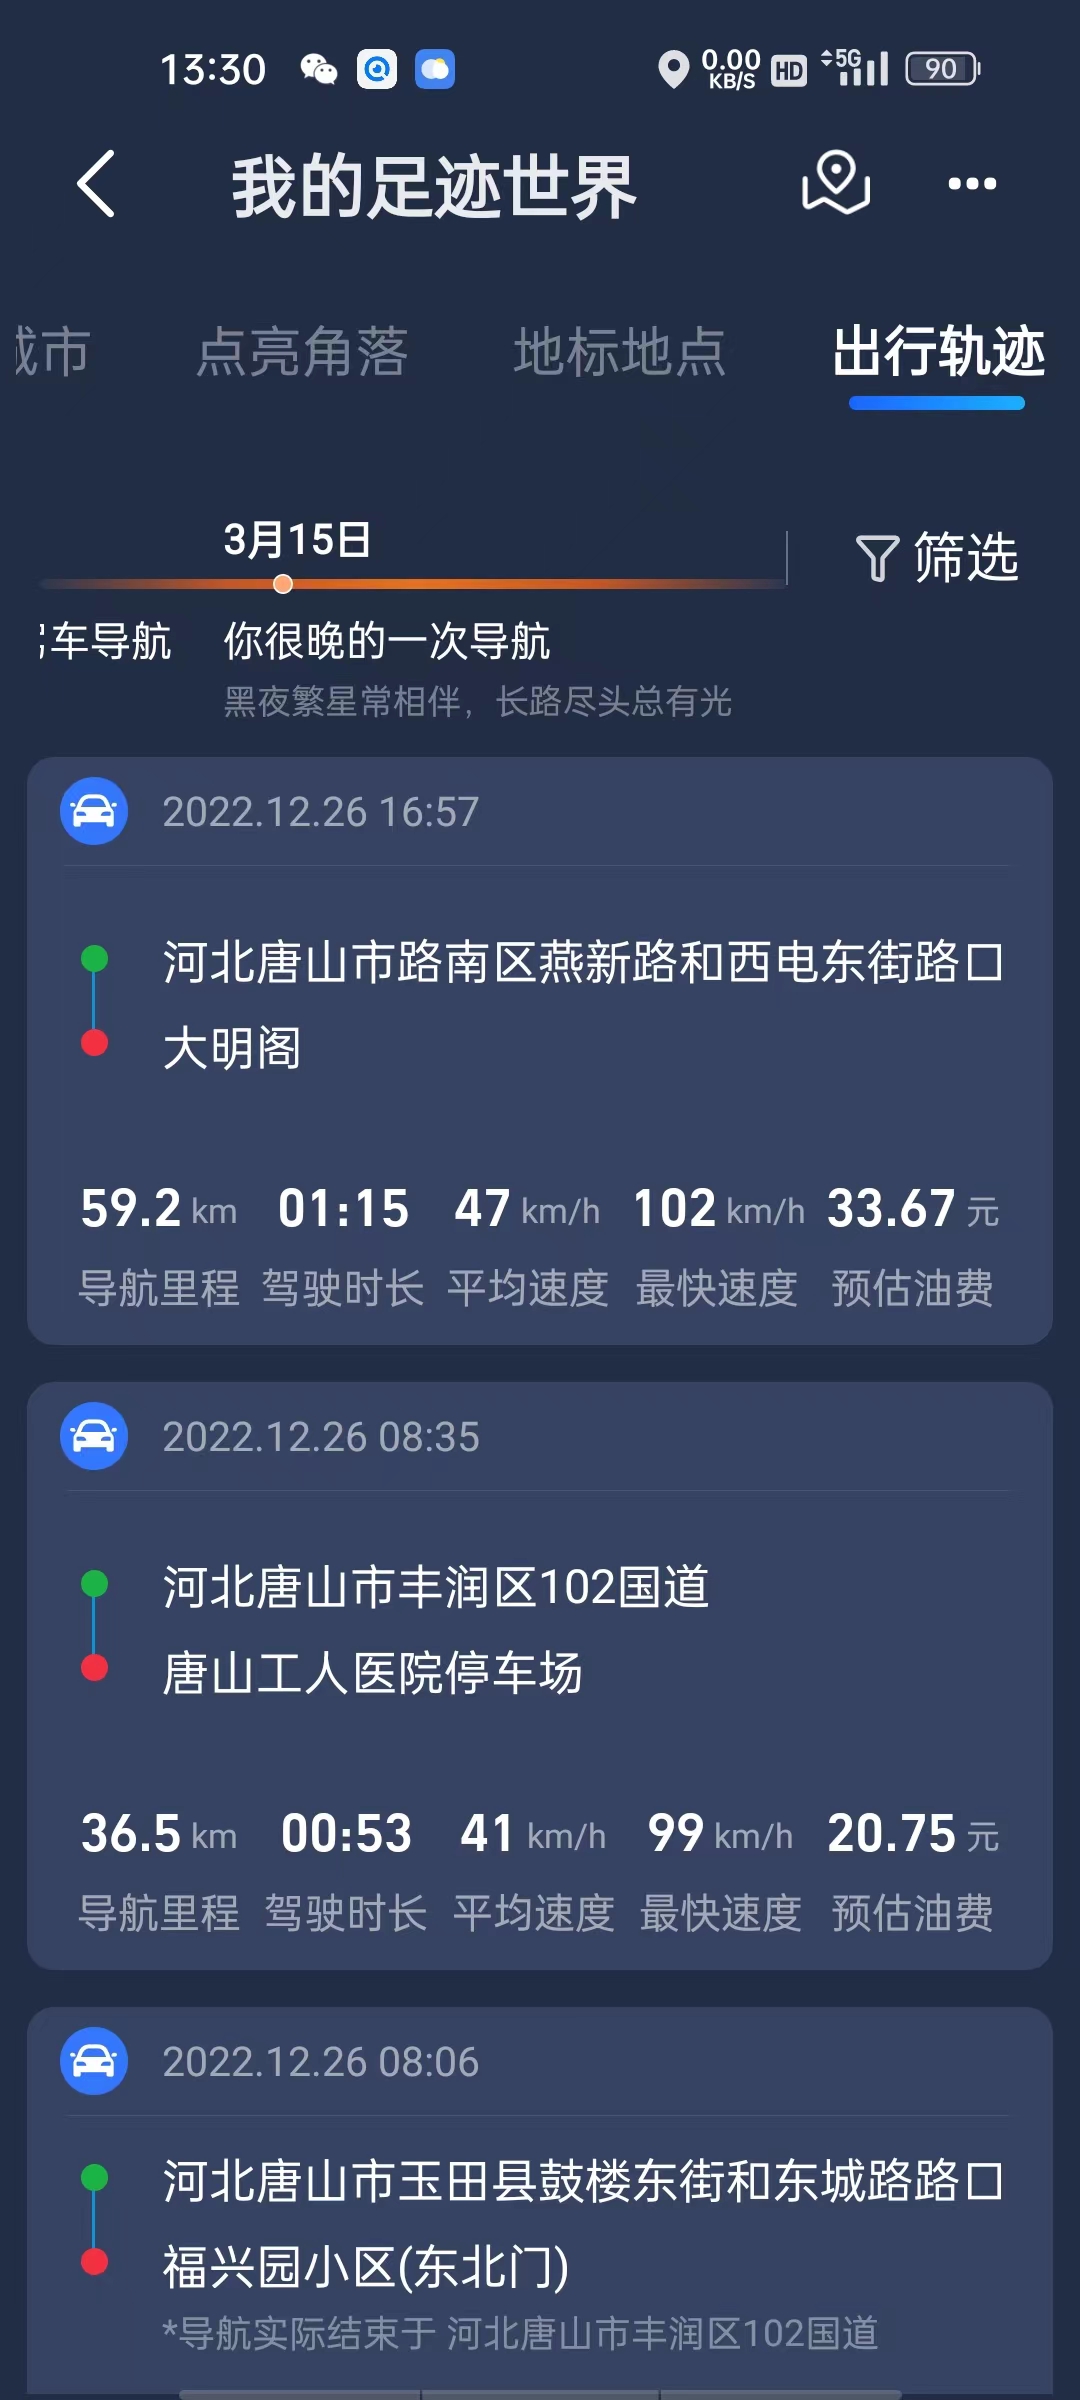 13:30 0.00 KB/S HD 5G 90
我的足迹世界
城市 点亮角落 地标地点 出行轨迹
3月15日
筛选
车导航 你很晚的一次导航
黑夜繁星常相伴，长路尽头总有光
2022.12.26 16:57
河北唐山市路南区燕新路和西电东街路口
大明阁
59.2 km 01:15 47 km/h 102 km/h 33.67 元
导航里程 驾驶时长 平均速度 最快速度 预估油费
2022.12.26 08:35
河北唐山市丰润区102国道
唐山工人医院停车场
36.5 km 00:53 41 km/h 99 km/h 20.75 元
导航里程 驾驶时长 平均速度 最快速度 预估油费
2022.12.26 08:06
河北唐山市玉田县鼓楼东街和东城路路口
福兴园小区(东北门)
*导航实际结束于 河北唐山市丰润区102国道